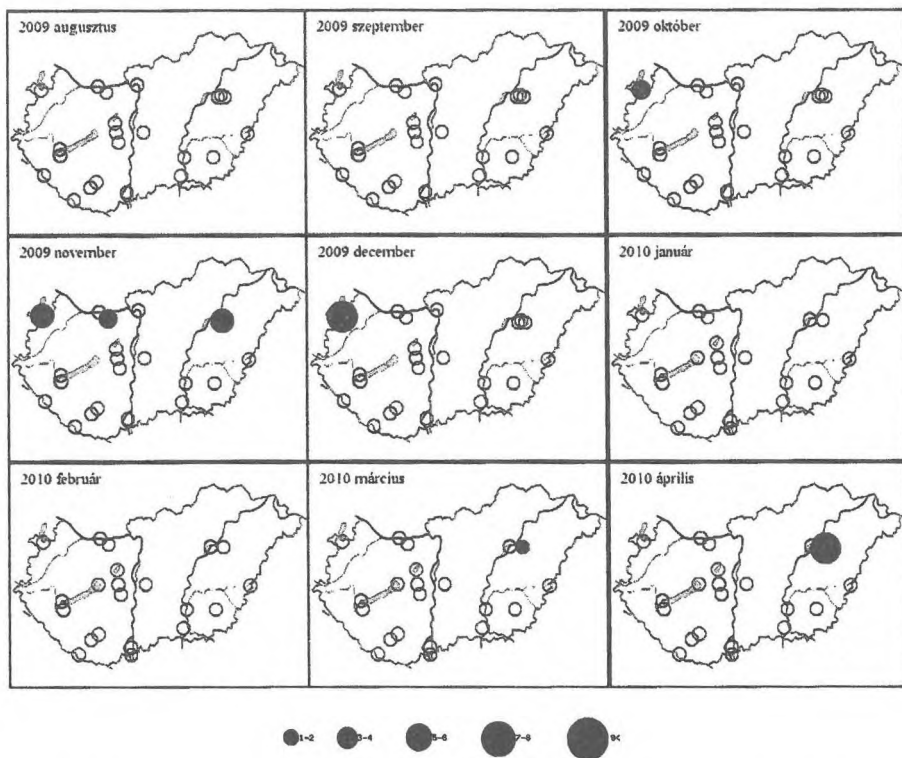 2009 augusztus
2009 szeptember
2009 október
2009 november
2009 december
2010 január
2010 február
2010 március
2010 április
1-2 3-4 5-6 7-8 9<